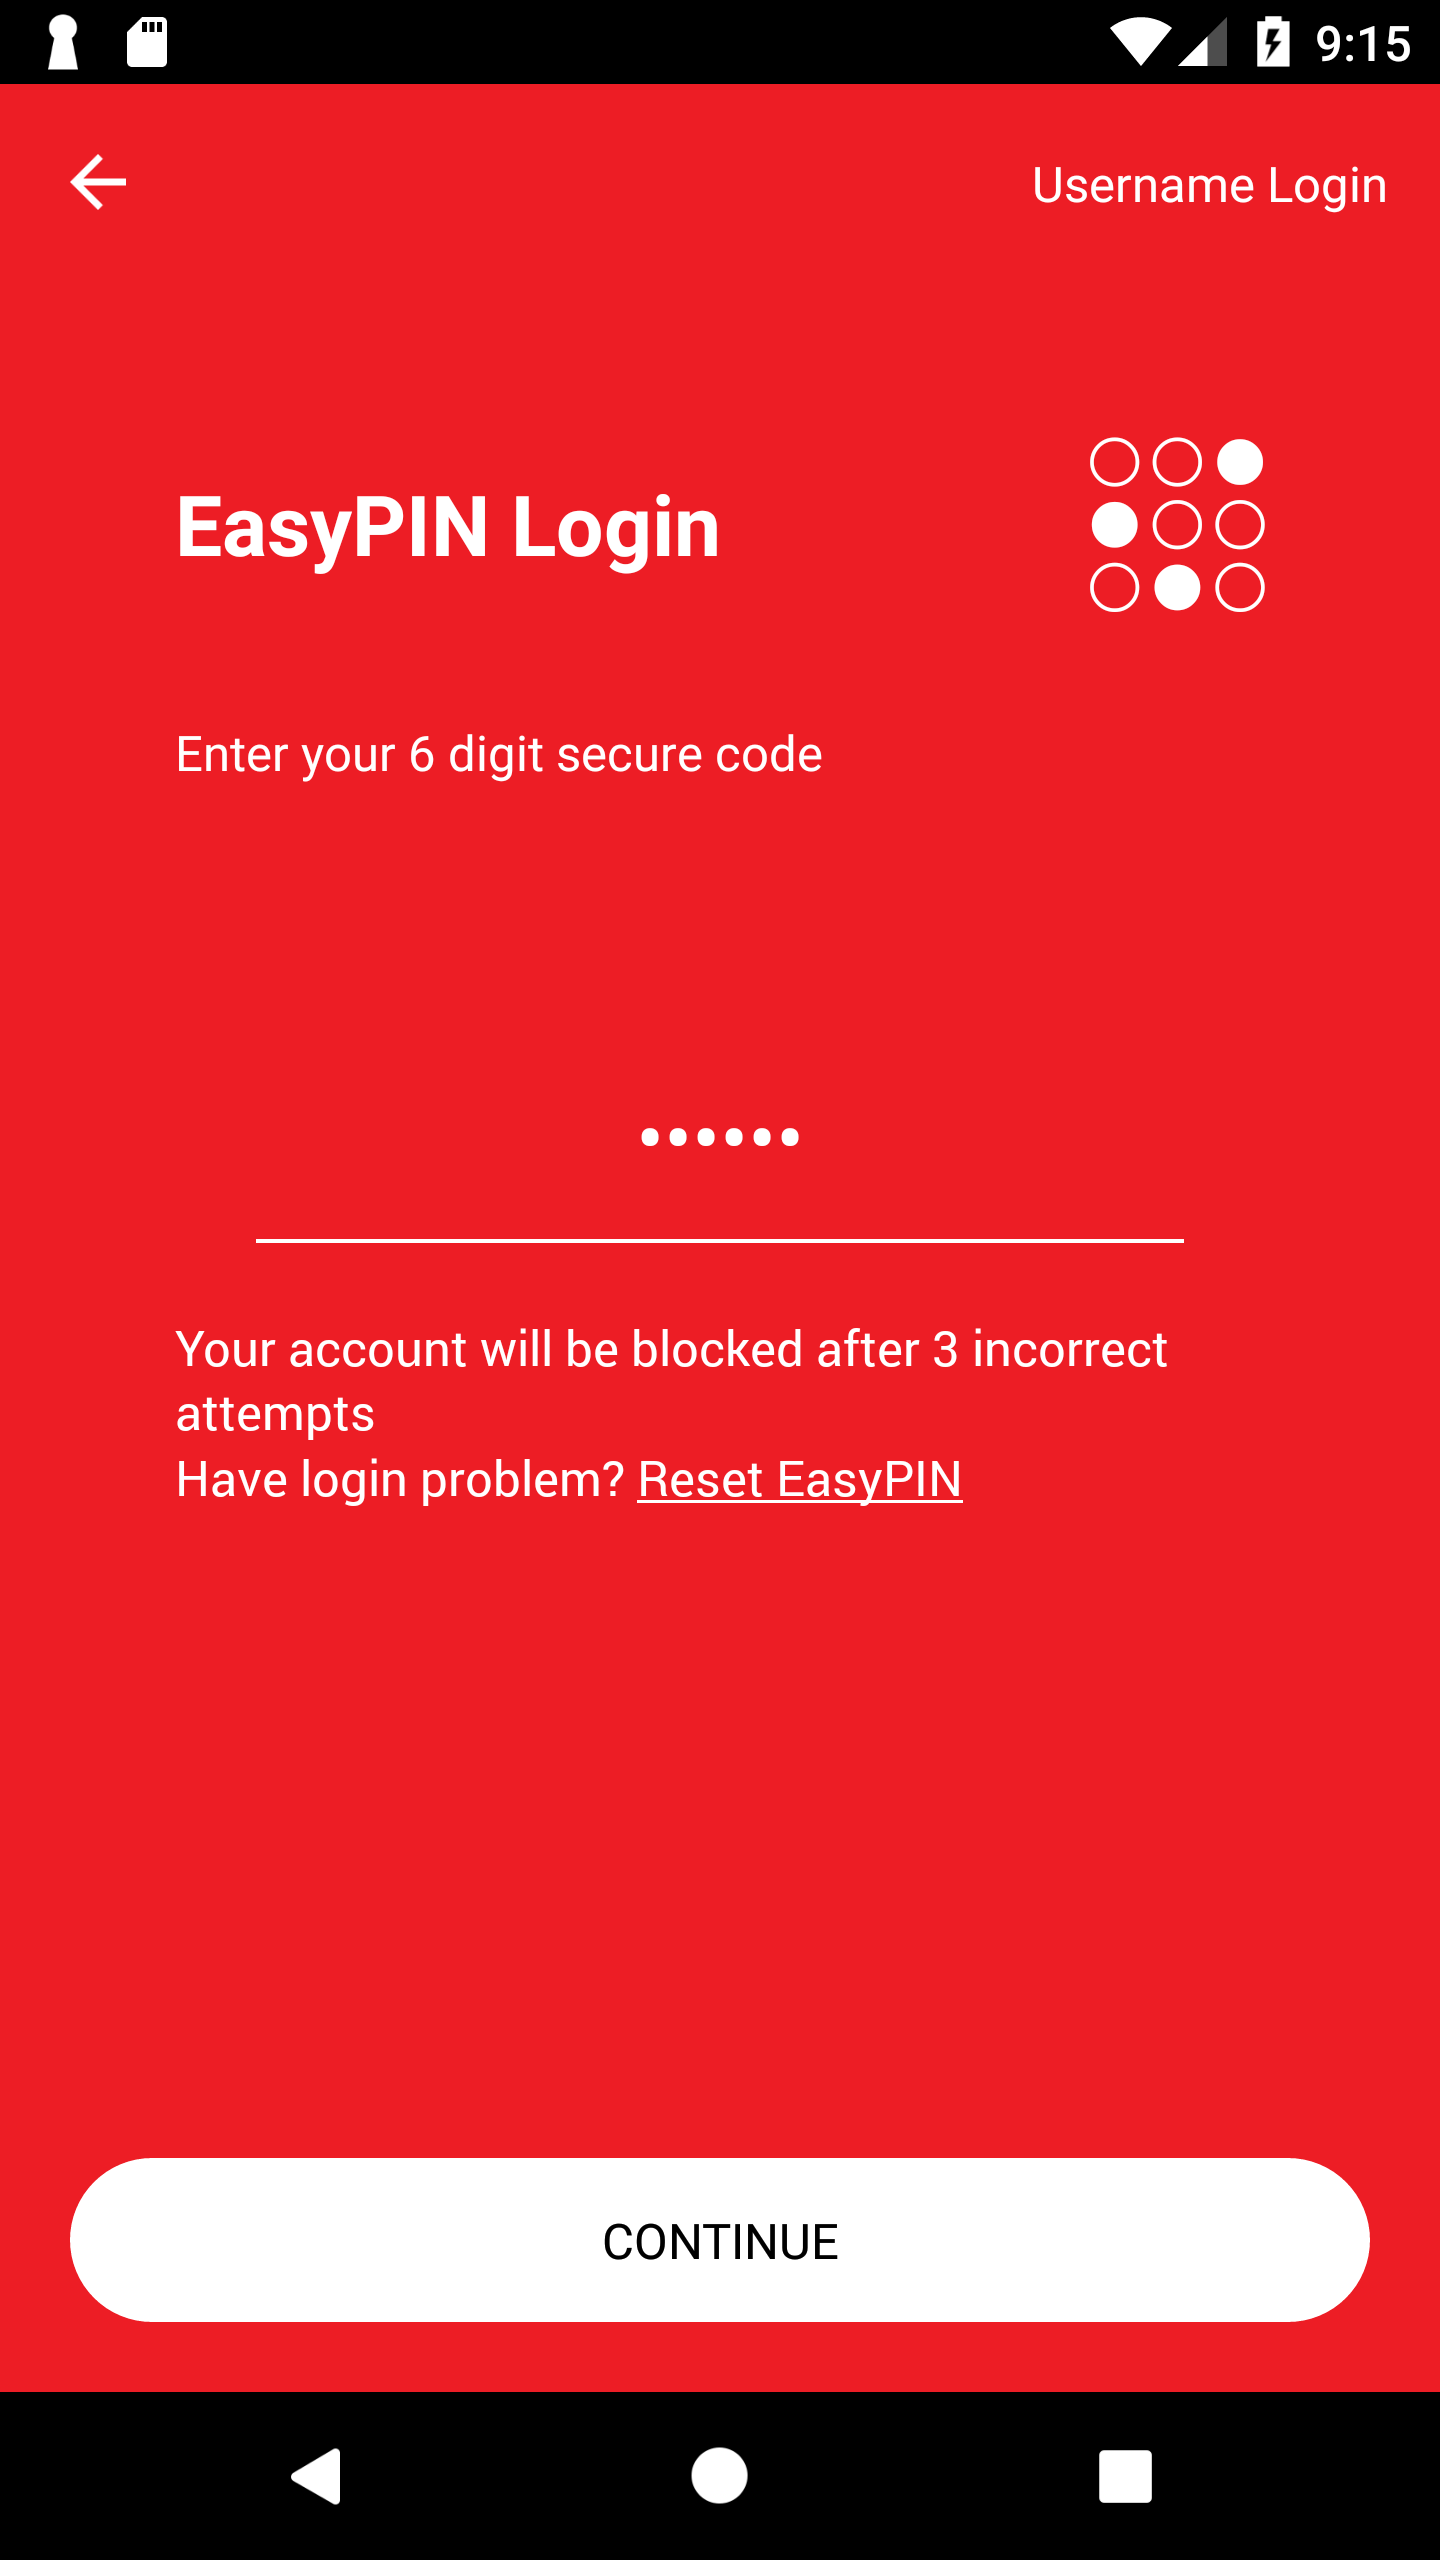 9:15
Username Login
EasyPIN Login
Enter your 6 digit secure code
••••••
Your account will be blocked after 3 incorrect
attempts
Have login problem? Reset EasyPIN
CONTINUE